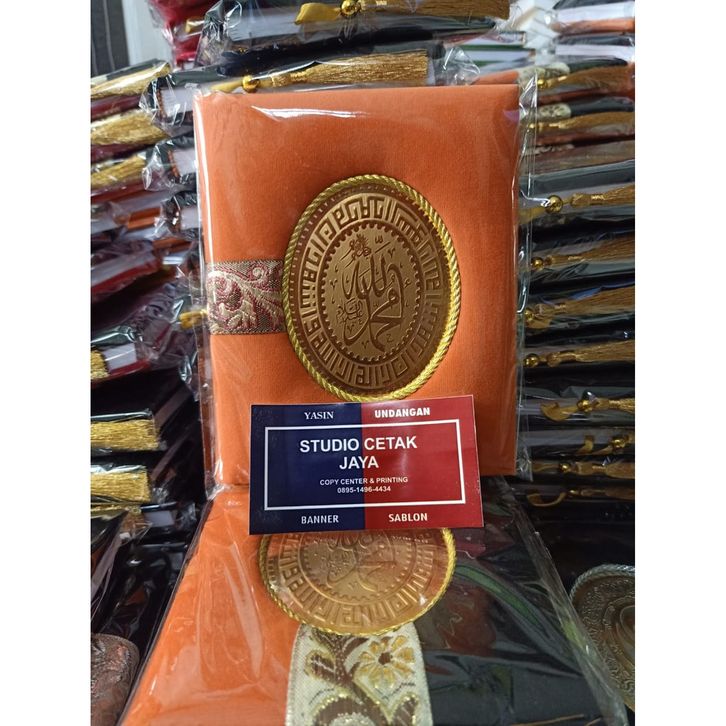 YASIN UNDANGAN
STUDIO CETAK
JAYA
COPY CENTER & PRINTING
0895-1496-4434
BANNER SABLON